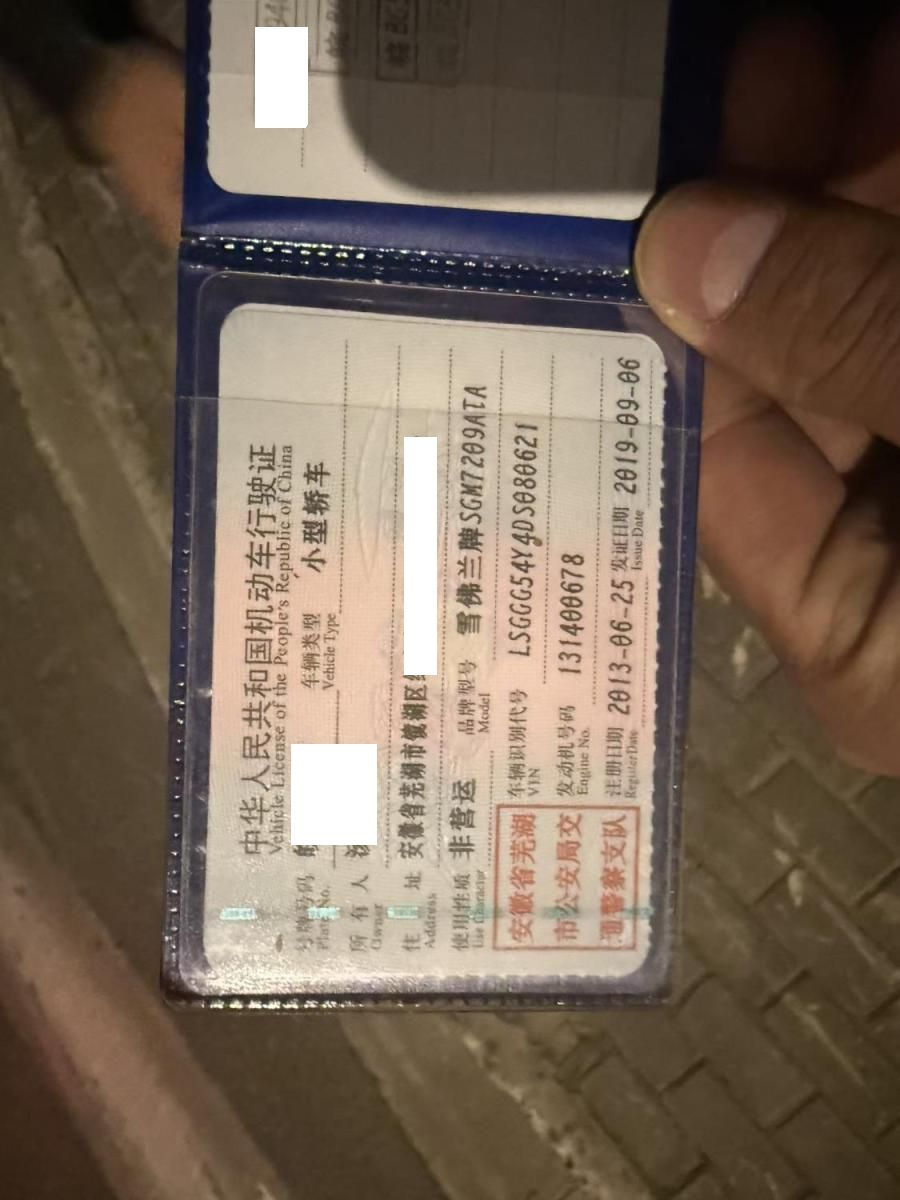 中华人民共和国机动车行驶证
Vehicle License of the People's Republic of China
号牌号码
Plate No.
车辆类型 小型轿车
Vehicle Type
所有人
Owner
住址 安徽省芜湖市镜湖区
Address
使用性质 非营运 品牌型号 雪佛兰牌SGM7209ATA
Use Character Model
安徽省芜湖
市公安局交
通警察支队
车辆识别代号 LSGGG54Y4DS080621
VIN
发动机号码 131400678
Engine No.
注册日期 2013-06-25 发证日期 2019-09-06
Register Date Issue Date